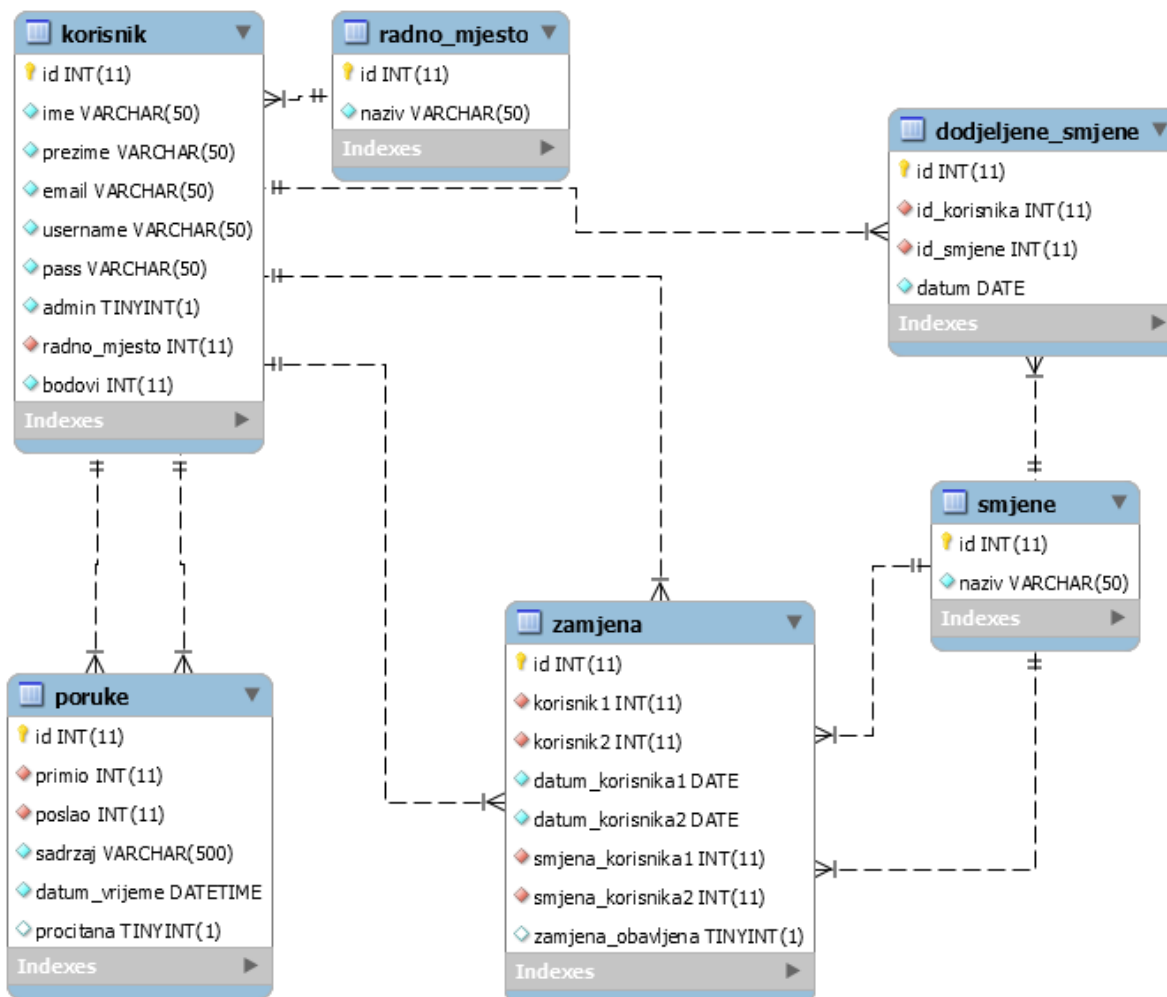 korisnik
id INT(11)
ime VARCHAR(50)
prezime VARCHAR(50)
email VARCHAR(50)
username VARCHAR(50)
pass VARCHAR(50)
admin TINYINT(1)
radno_mjesto INT(11)
bodovi INT(11)
Indexes
radno_mjesto
id INT(11)
naziv VARCHAR(50)
Indexes
dodjeljene_smjene
id INT(11)
id_korisnika INT(11)
id_smjene INT(11)
datum DATE
Indexes
smjene
id INT(11)
naziv VARCHAR(50)
Indexes
zamjena
id INT(11)
korisnik1 INT(11)
korisnik2 INT(11)
datum_korisnika1 DATE
datum_korisnika2 DATE
smjena_korisnika1 INT(11)
smjena_korisnika2 INT(11)
zamjena_obavljena TINYINT(1)
Indexes
poruke
id INT(11)
primio INT(11)
poslao INT(11)
sadrzaj VARCHAR(500)
datum_vrijeme DATETIME
procitana TINYINT(1)
Indexes